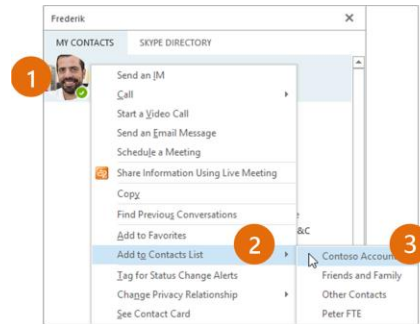 Frederik
MY CONTACTS SKYPE DIRECTORY
1
Send an IM
Call
Start a Video Call
Send an Email Message
Schedule a Meeting
Share Information Using Live Meeting
Copy
Find Previous Conversations
Add to Favorites
2
&C
3
Add to Contacts List
Contoso
Tag for Status Change Alerts
Friends and Family
Change Privacy Relationship
Other Contacts
See Contact Card
Peter FTE